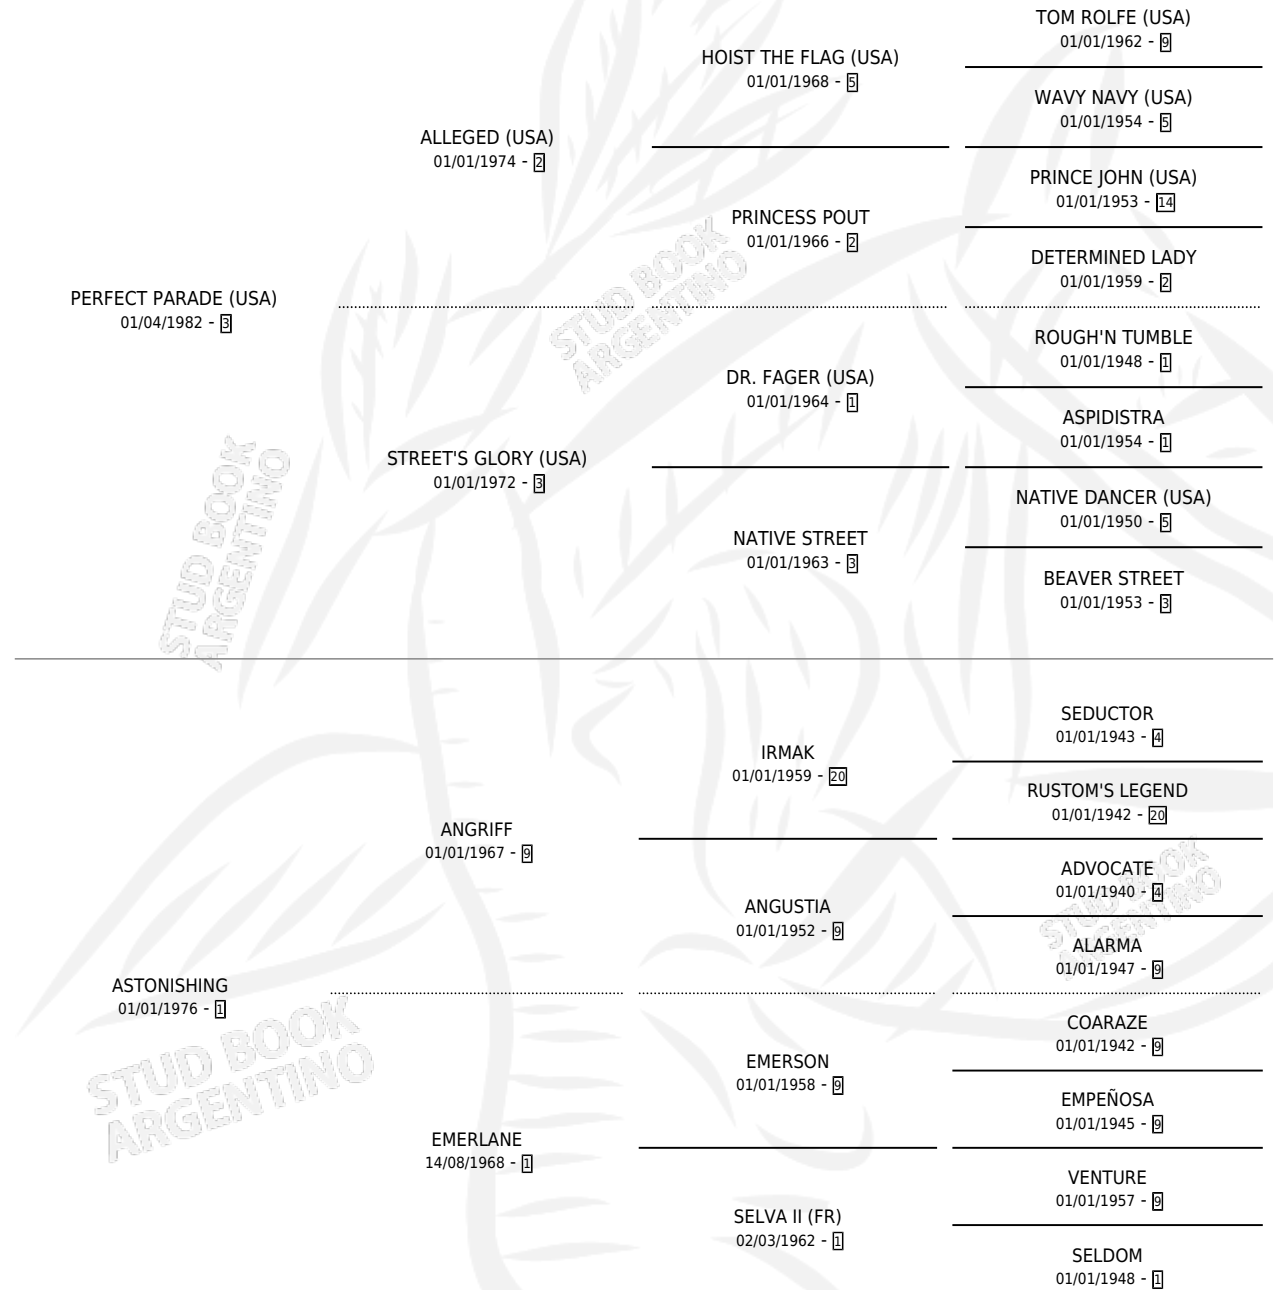 TOM ROLFE (USA)
01/01/1962 - 9
HOIST THE FLAG (USA)
01/01/1968 - 5
WAVY NAVY (USA)
01/01/1954 - 5
ALLEGED (USA)
01/01/1974 - 2
PRINCE JOHN (USA)
01/01/1953 - 14
PRINCESS POUT
01/01/1966 - 2
DETERMINED LADY
01/01/1959 - 2
PERFECT PARADE (USA)
01/04/1982 - 3
ROUGH'N TUMBLE
01/01/1948 - 1
DR. FAGER (USA)
01/01/1964 - 1
ASPIDISTRA
01/01/1954 - 1
STREET'S GLORY (USA)
01/01/1972 - 3
NATIVE DANCER (USA)
01/01/1950 - 5
NATIVE STREET
01/01/1963 - 3
BEAVER STREET
01/01/1953 - 3
STUD BOOK
ARGENTINO
STUD BOOK
ARGENTINO
SEDUCTOR
01/01/1943 - 4
IRMAK
01/01/1959 - 20
RUSTOM'S LEGEND
01/01/1942 - 20
ANGRIFF
01/01/1967 - 9
ADVOCATE
01/01/1940 - 4
ANGUSTIA
01/01/1952 - 9
ALARMA
01/01/1947 - 9
STUD BOOK
ARGENTINO
ASTONISHING
01/01/1976 - 1
COARAZE
01/01/1942 - 9
EMERSON
01/01/1958 - 9
EMPEÑOSA
01/01/1945 - 9
STUD BOOK
ARGENTINO
EMERLANE
14/08/1968 - 1
VENTURE
01/01/1957 - 9
SELVA II (FR)
02/03/1962 - 1
SELDOM
01/01/1948 - 1